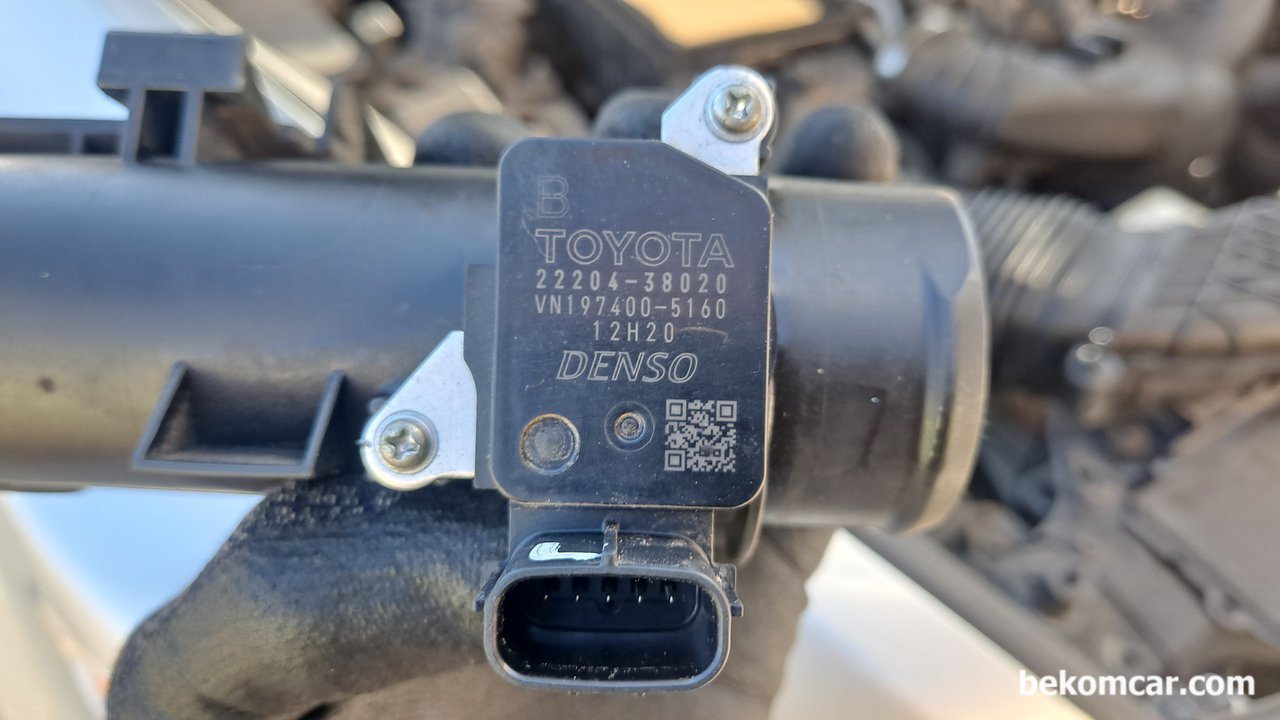 B
TOYOTA
22204-38020
VN197400-5160
12H20
DENSO
bekomcar.com